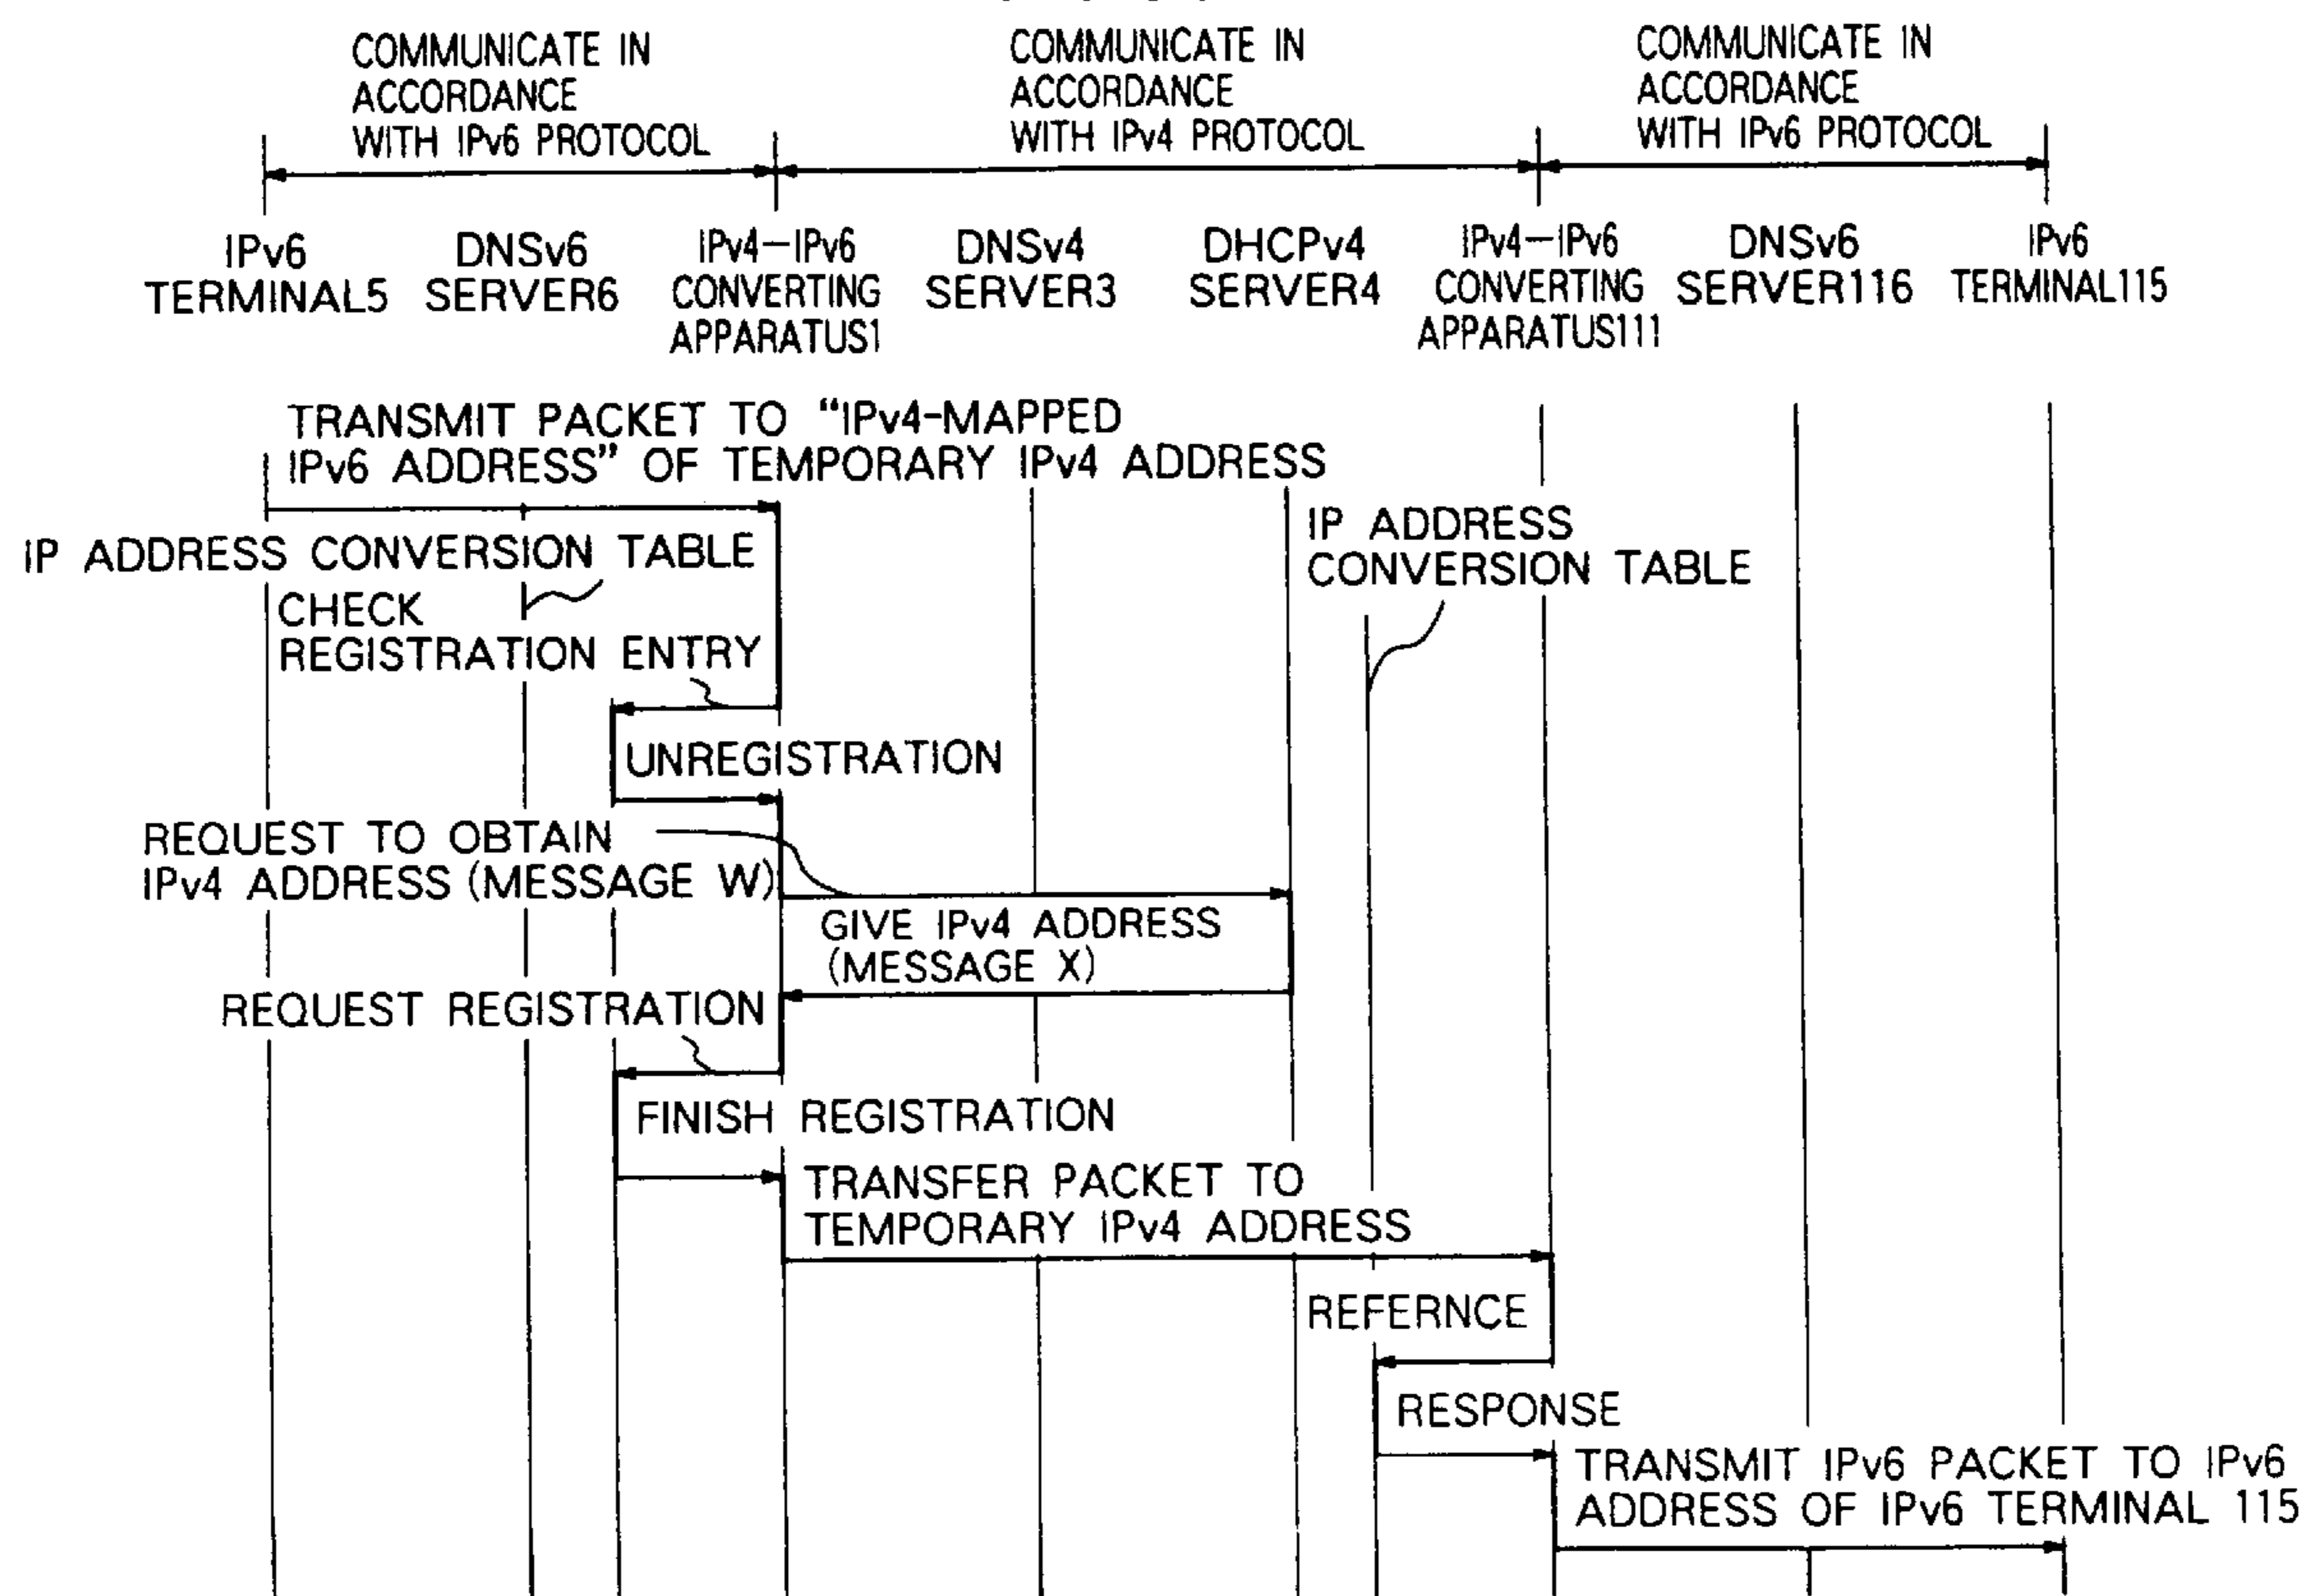 COMMUNICATE IN
ACCORDANCE
WITH IPv6 PROTOCOL
COMMUNICATE IN
ACCORDANCE
WITH IPv4 PROTOCOL
COMMUNICATE IN
ACCORDANCE
WITH IPv6 PROTOCOL
IPv6
TERMINAL5
DNSv6
SERVER6
IPv4-IPv6
CONVERTING
APPARATUS1
DNSv4
SERVER3
DHCPv4
SERVER4
IPv4-IPv6
CONVERTING
APPARATUS111
DNSv6
SERVER116
IPv6
TERMINAL115
TRANSMIT PACKET TO “IPv4-MAPPED
IPv6 ADDRESS” OF TEMPORARY IPv4 ADDRESS
IP ADDRESS CONVERSION TABLE
IP ADDRESS
CONVERSION TABLE
CHECK
REGISTRATION ENTRY
UNREGISTRATION
REQUEST TO OBTAIN
IPv4 ADDRESS (MESSAGE W)
GIVE IPv4 ADDRESS
(MESSAGE X)
REQUEST REGISTRATION
FINISH REGISTRATION
TRANSFER PACKET TO
TEMPORARY IPv4 ADDRESS
REFERNCE
RESPONSE
TRANSMIT IPv6 PACKET TO IPv6
ADDRESS OF IPv6 TERMINAL 115